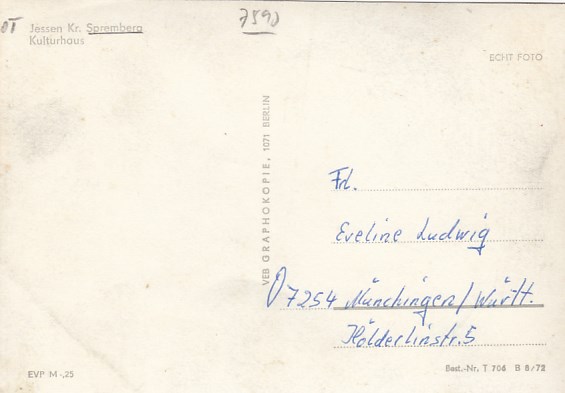 OT
Jessen Kr. Spremberg
Kulturhaus
7590
ECHT FOTO
VEB GRAPHOKOPIE, 1071 BERLIN
Frl.
Eveline Ludwig
7254 Münchingen/Württ.
Hölderlinstr. 5
EVP M -,25
Best.-Nr. T 706 B 8/72